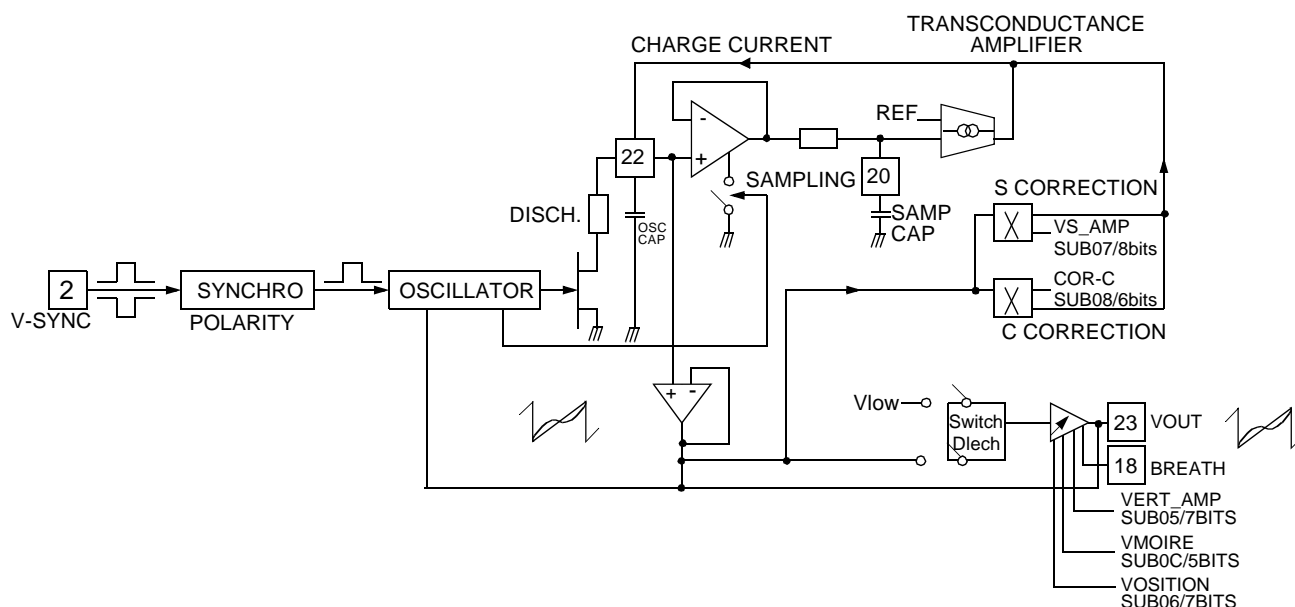 TRANSCONDUCTANCE
AMPLIFIER
CHARGE CURRENT
REF
-
+
22
20
SAMPLING
SAMP
CAP
DISCH.
OSC
CAP
S CORRECTION
X
VS_AMP
SUB07/8bits
COR-C
SUB08/6bits
X
C CORRECTION
2
V-SYNC
SYNCHRO
POLARITY
OSCILLATOR
+ -
Vlow
Switch
Dlech
23
VOUT
18
BREATH
VERT_AMP
SUB05/7BITS
VMOIRE
SUB0C/5BITS
VOSITION
SUB06/7BITS